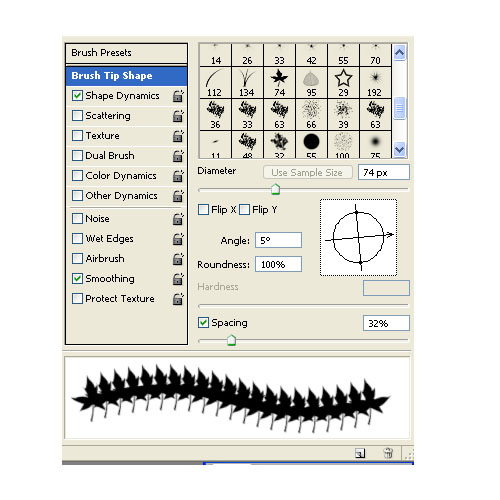 Brush Presets
Brush Tip Shape
Shape Dynamics
Scattering
Texture
Dual Brush
Color Dynamics
Other Dynamics
Noise
Wet Edges
Airbrush
Smoothing
Protect Texture
14 26 33 42 55 70
112 134 74 95 29 192
36 33 63 66 39 63
11 48 32 55 100 75
Diameter Use Sample Size 74 px
Flip X Flip Y
Angle: 5°
Roundness: 100%
Hardness
Spacing 32%